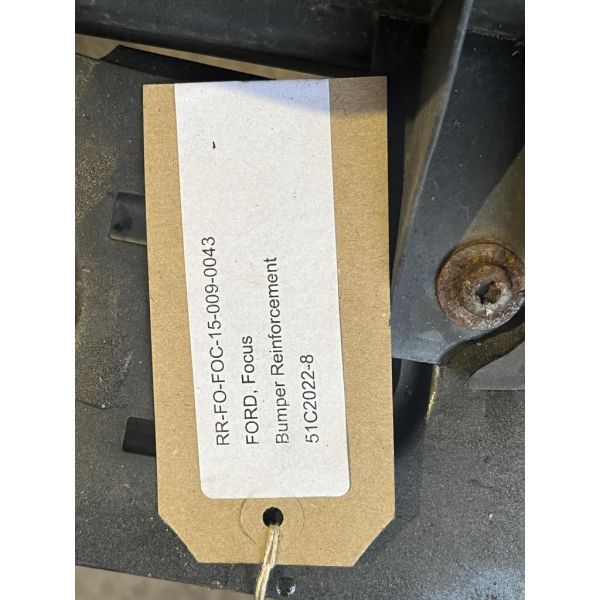 RR-FO-FOC-15-009-0043
FORD, Focus
Bumper Reinforcement
51C2022-8